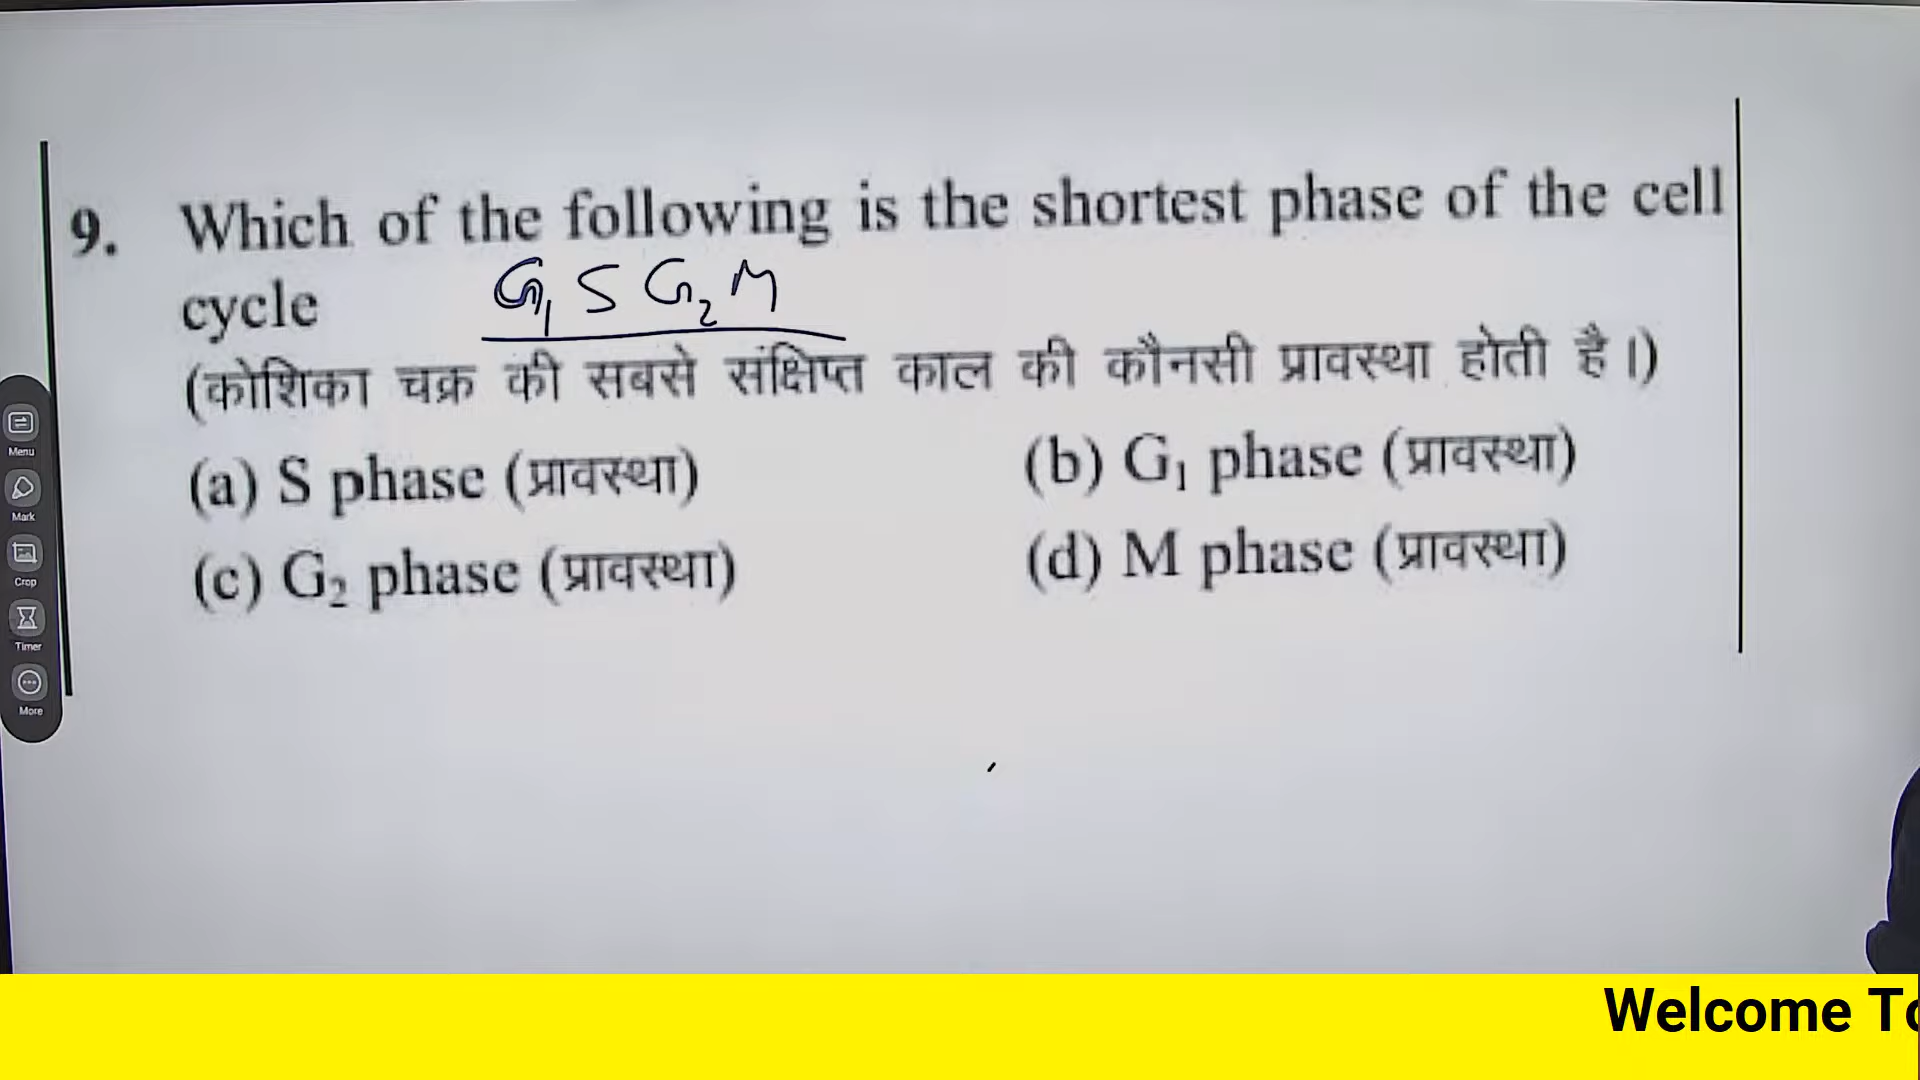 9. Which of the following is the shortest phase of the cell
cycle
G₁ S G₂ M
(कोशिका चक्र की सबसे संक्षिप्त काल की कौनसी प्रावस्था होती है।)
(a) S phase (प्रावस्था) (b) G₁ phase (प्रावस्था)
(c) G₂ phase (प्रावस्था) (d) M phase (प्रावस्था)
Menu
Mark
Crop
Timer
More
Welcome To